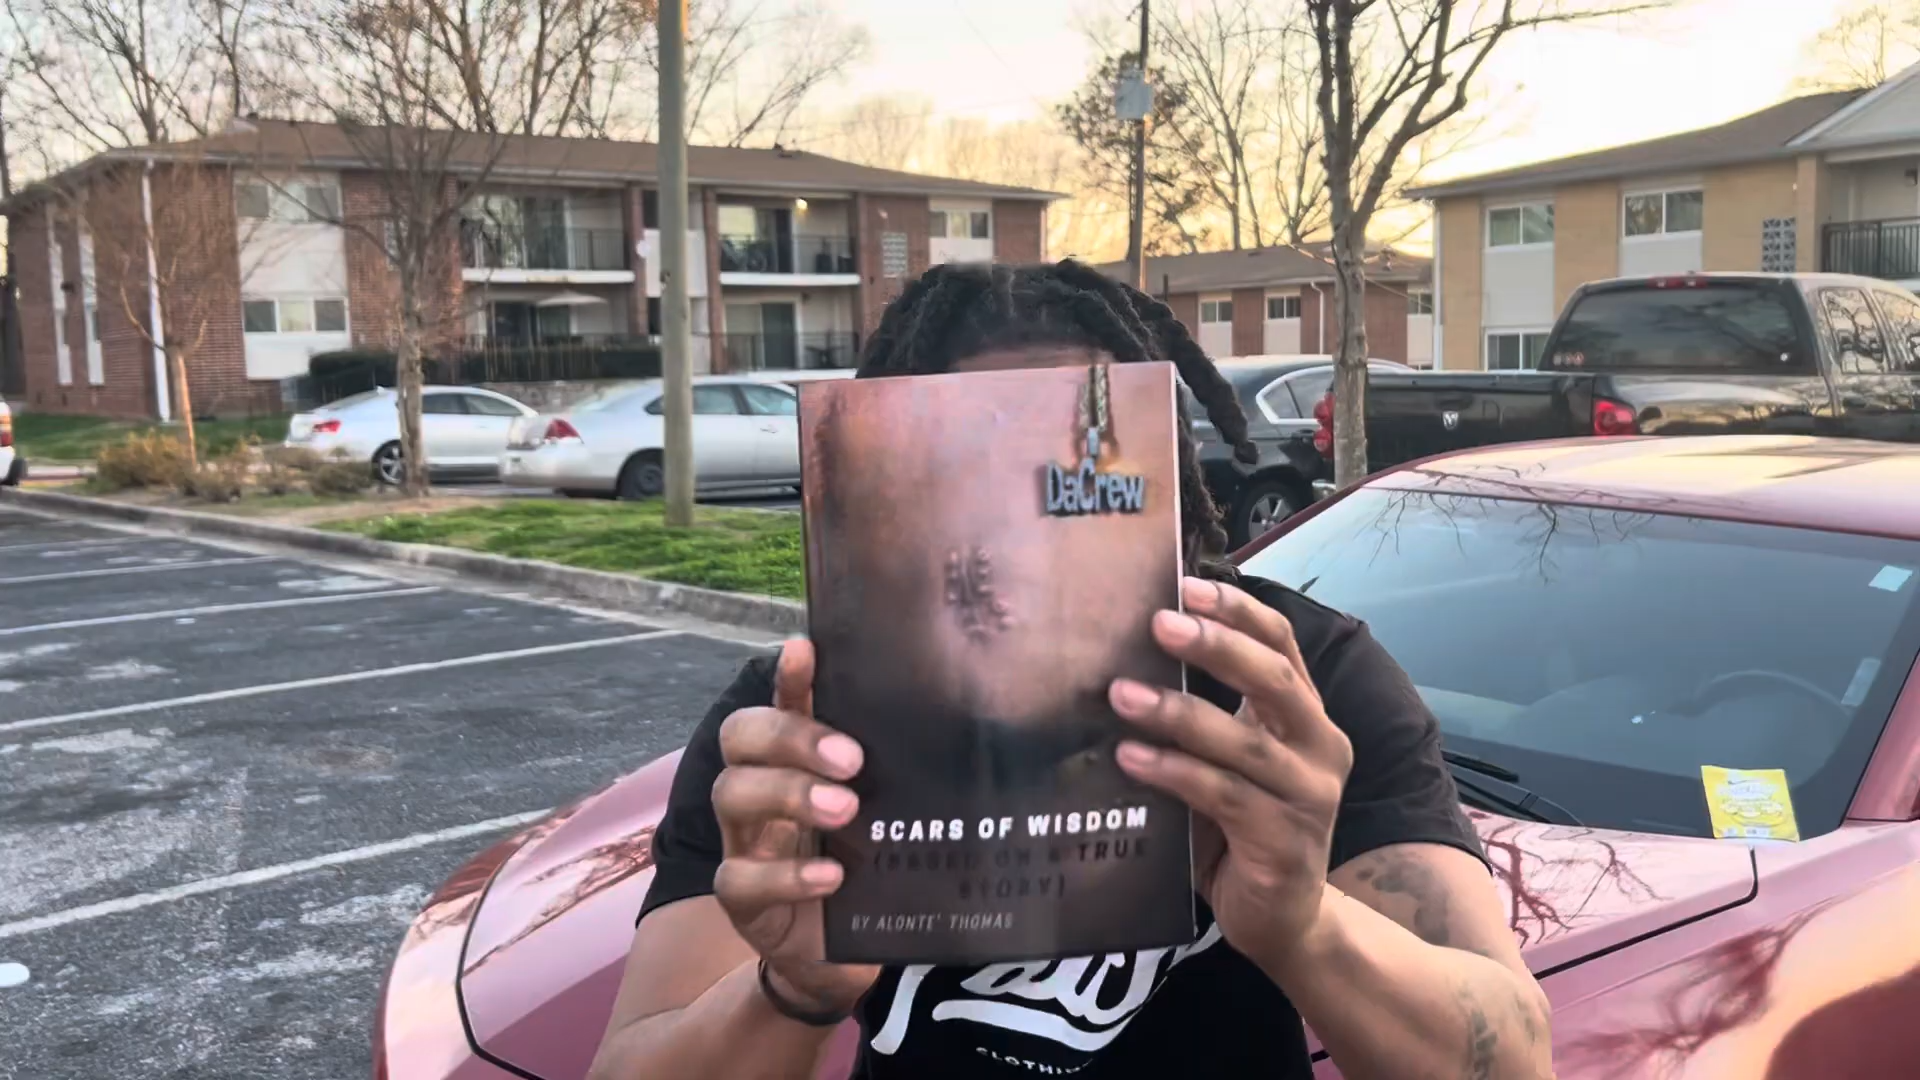 DaCrew
SCARS OF WISDOM
(BASED ON A TRUE
STORY)
BY ALONTE' THOMAS